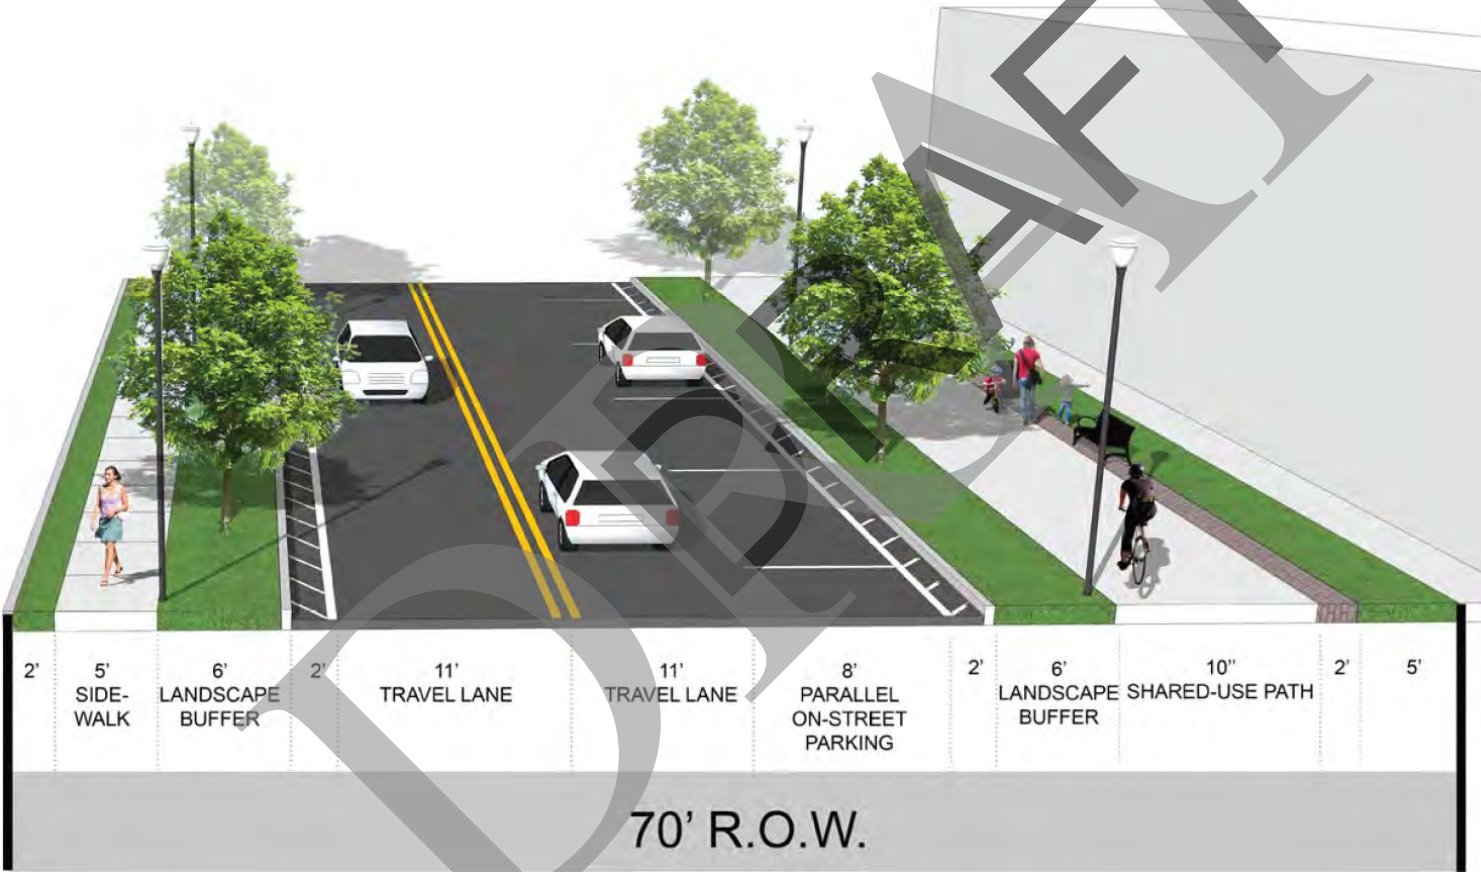 DRAFT
2'
5'
SIDE-
WALK
6'
LANDSCAPE
BUFFER
2'
11'
TRAVEL LANE
11'
TRAVEL LANE
8'
PARALLEL
ON-STREET
PARKING
2'
6'
LANDSCAPE
BUFFER
10''
SHARED-USE PATH
2'
5'
70' R.O.W.